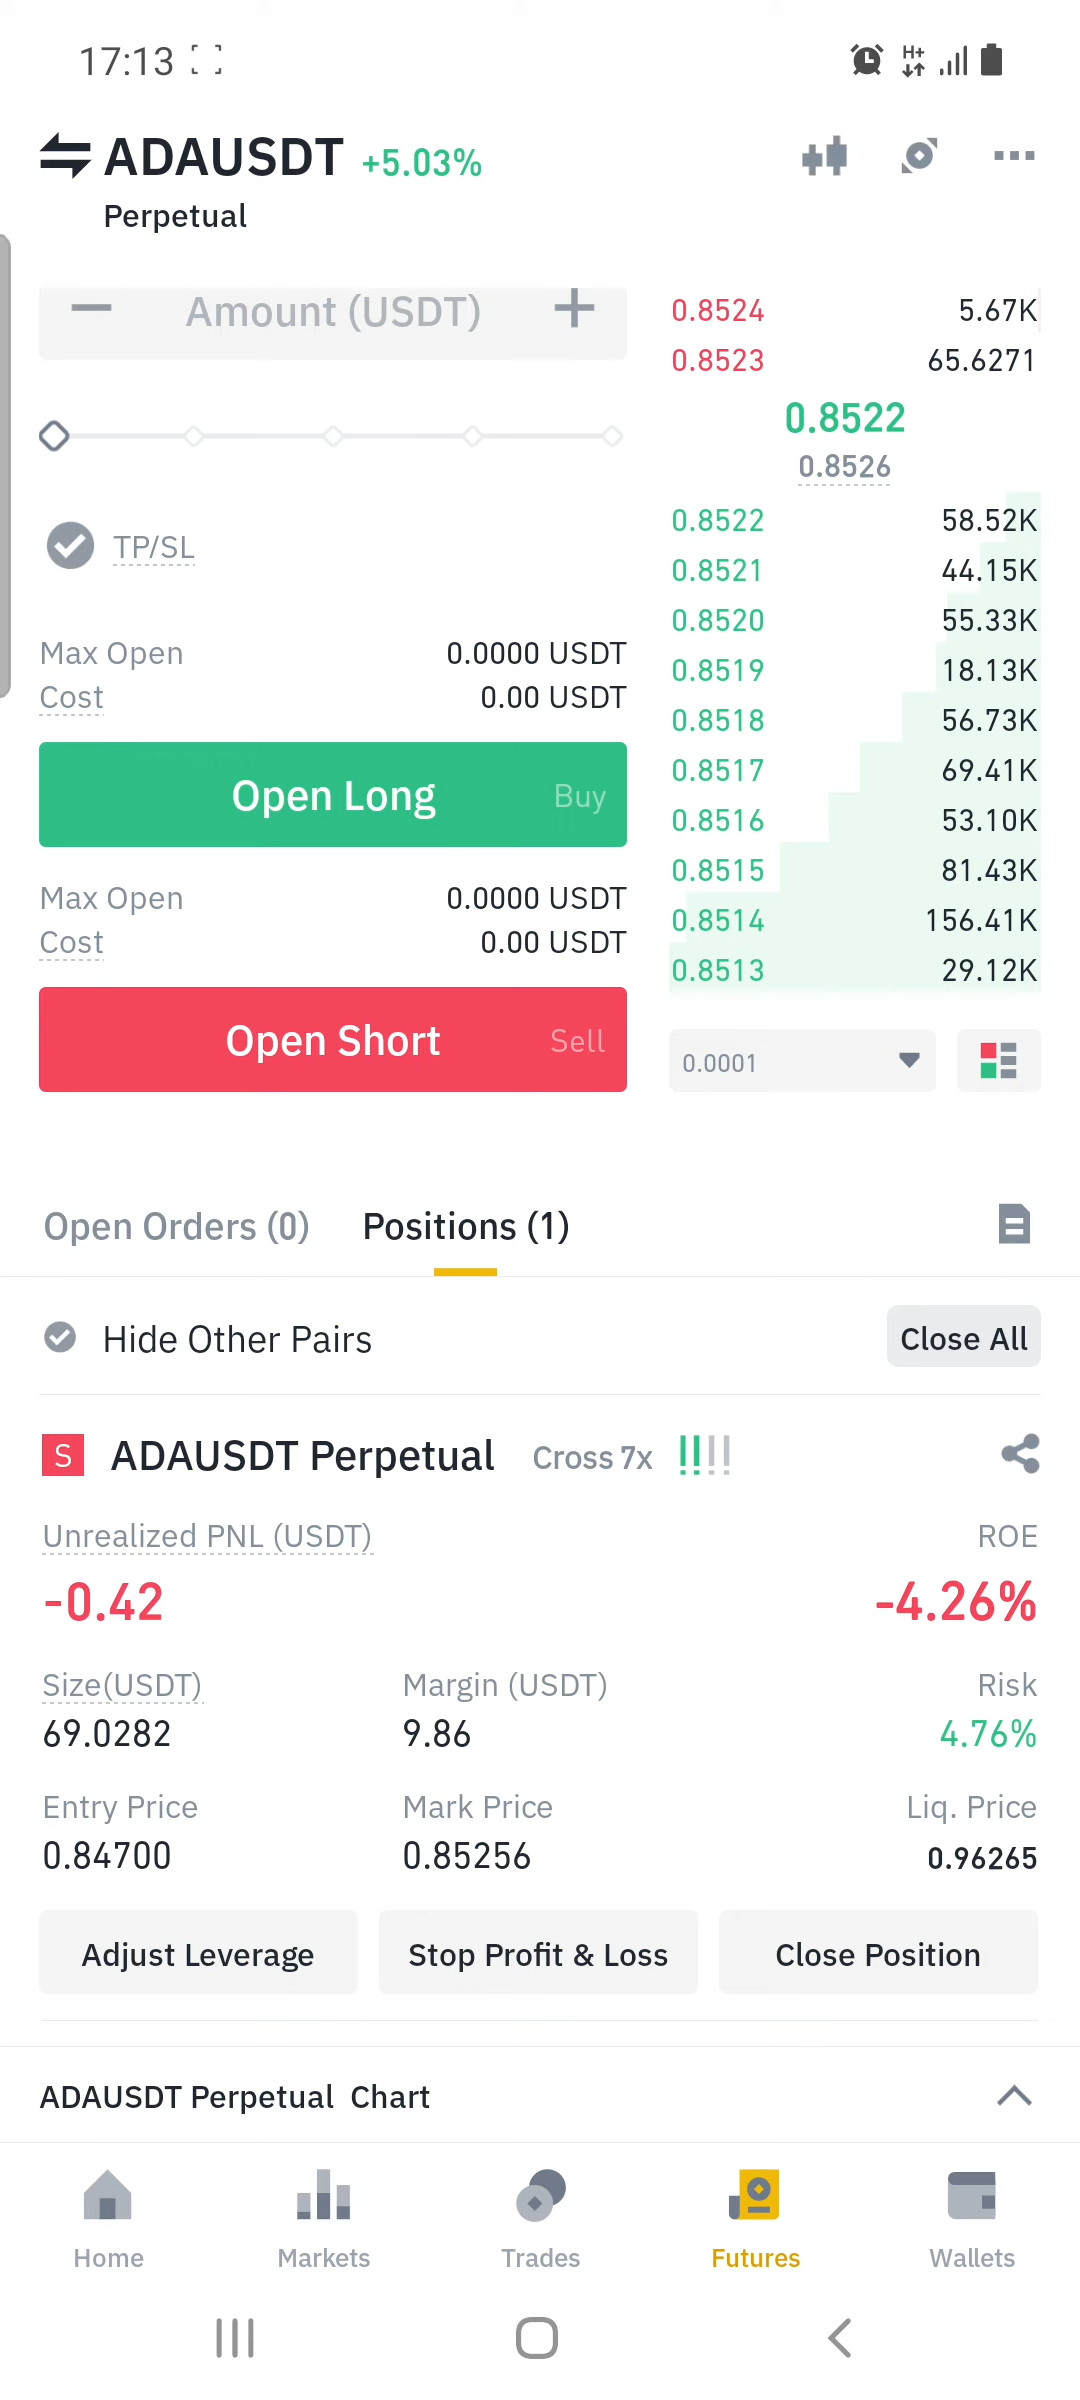 17:13
H+
ADAUSDT +5.03%
Perpetual
Amount (USDT)
TP/SL
Max Open 0.0000 USDT
Cost 0.00 USDT
Open Long Buy
Max Open 0.0000 USDT
Cost 0.00 USDT
Open Short Sell
0.8524 5.67K
0.8523 65.6271
0.8522
0.8526
0.8522 58.52K
0.8521 44.15K
0.8520 55.33K
0.8519 18.13K
0.8518 56.73K
0.8517 69.41K
0.8516 53.10K
0.8515 81.43K
0.8514 156.41K
0.8513 29.12K
0.0001
Open Orders (0) Positions (1)
Hide Other Pairs Close All
S ADAUSDT Perpetual Cross 7x
Unrealized PNL (USDT) ROE
-0.42 -4.26%
Size(USDT) Margin (USDT) Risk
69.0282 9.86 4.76%
Entry Price Mark Price Liq. Price
0.84700 0.85256 0.96265
Adjust Leverage Stop Profit & Loss Close Position
ADAUSDT Perpetual Chart
Home Markets Trades Futures Wallets